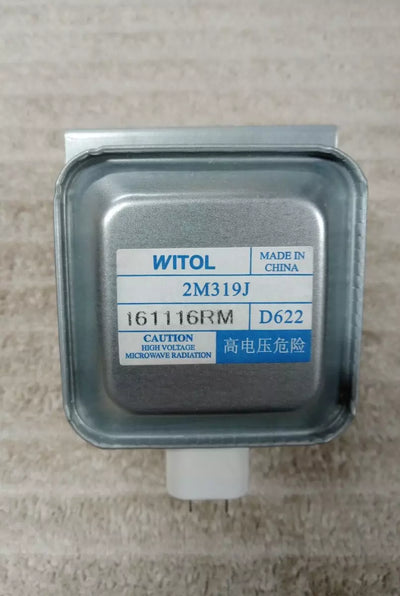 WITOL
MADE IN
CHINA
2M319J
161116RM
D622
CAUTION
HIGH VOLTAGE
MICROWAVE RADIATION
高电压危险